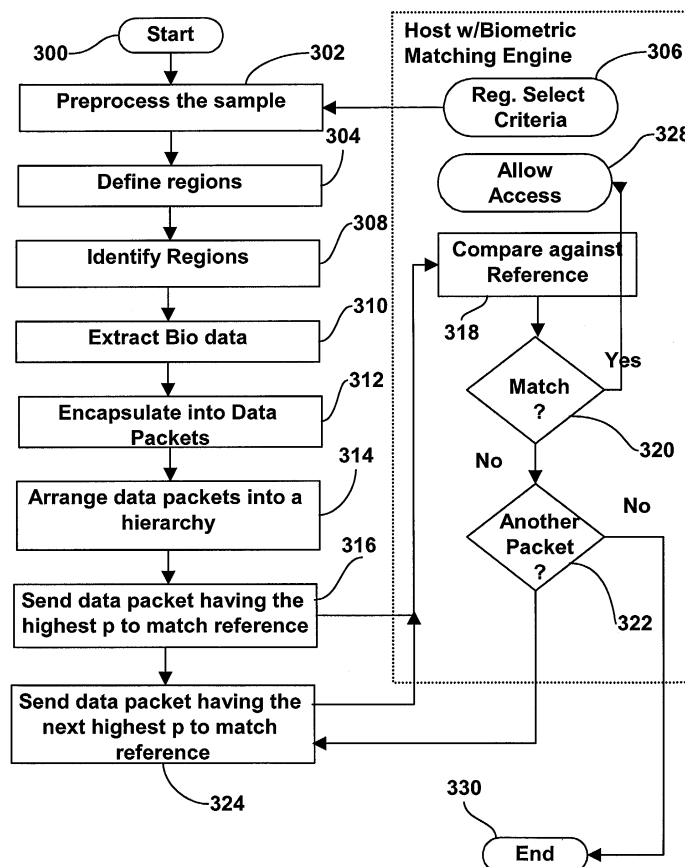 Start
300
302
Preprocess the sample
304
Define regions
308
Identify Regions
310
Extract Bio data
312
Encapsulate into Data
Packets
314
Arrange data packets into a
hierarchy
316
Send data packet having the
highest p to match reference
Send data packet having the
next highest p to match
reference
324
Host w/Biometric
Matching Engine
306
Reg. Select
Criteria
328
Allow
Access
Compare against
Reference
318
Yes
Match
?
320
No
No
Another
Packet
?
322
330
End